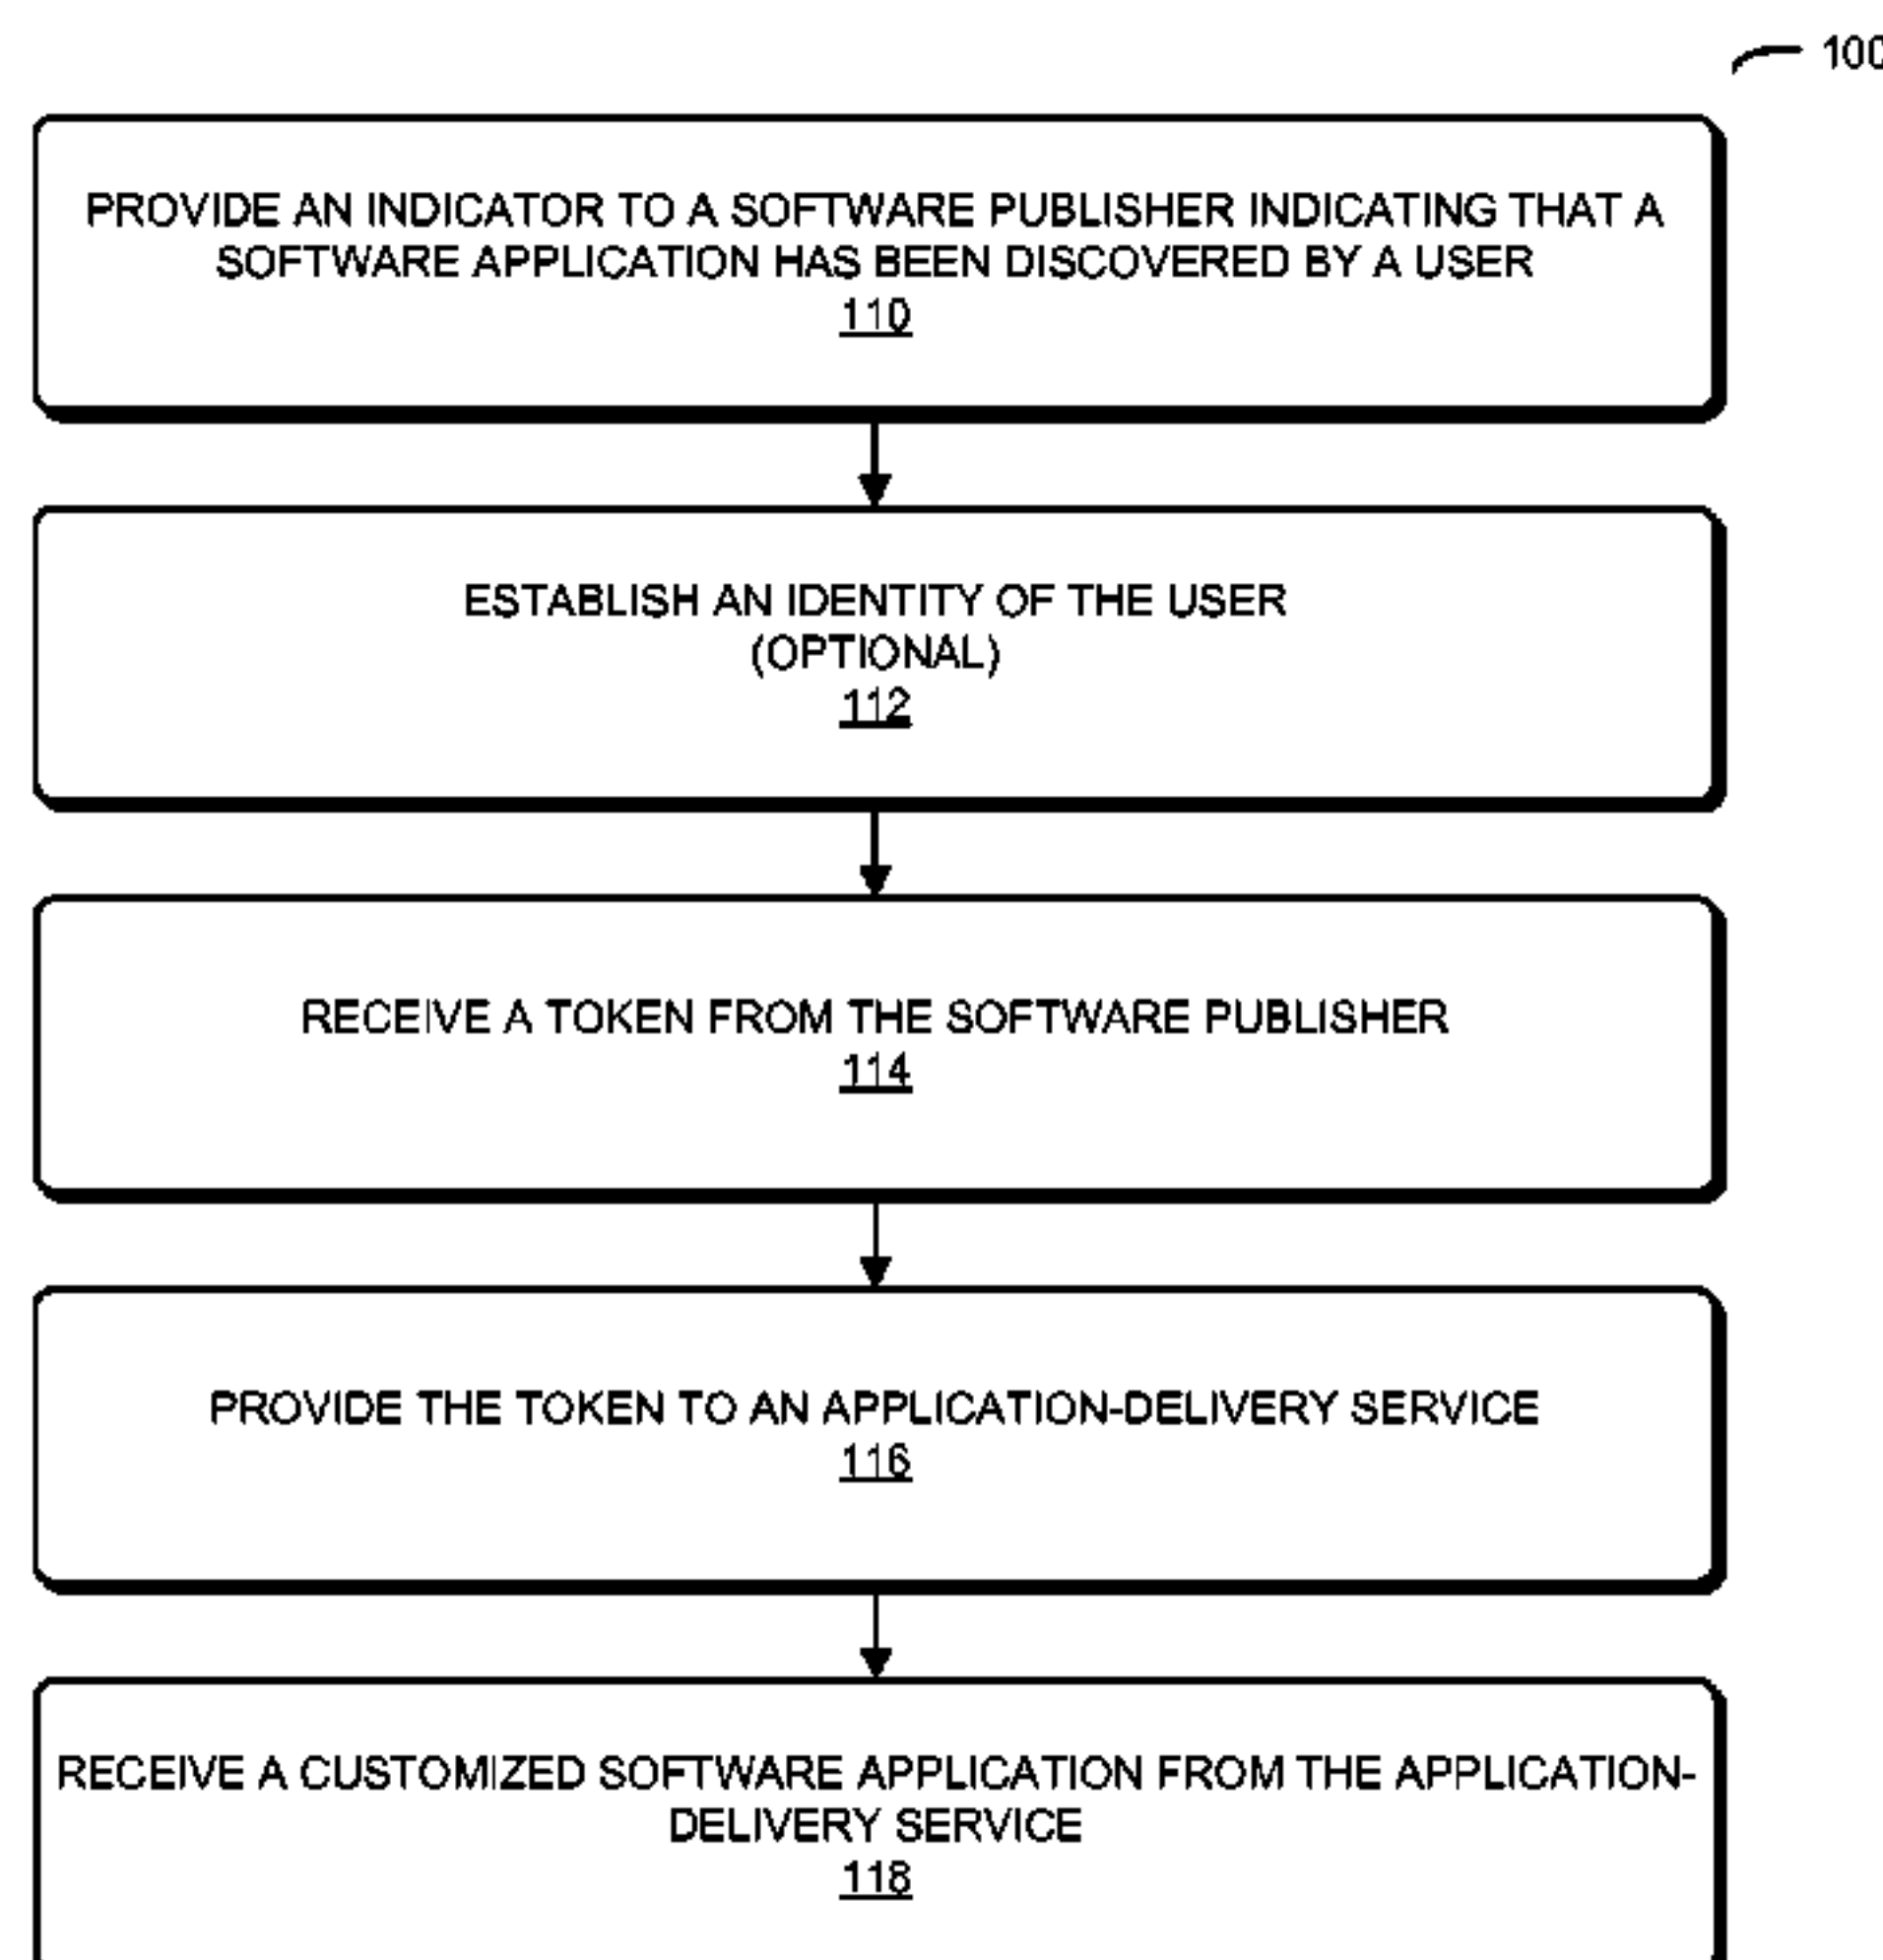 100
PROVIDE AN INDICATOR TO A SOFTWARE PUBLISHER INDICATING THAT A
SOFTWARE APPLICATION HAS BEEN DISCOVERED BY A USER
110
ESTABLISH AN IDENTITY OF THE USER
(OPTIONAL)
112
RECEIVE A TOKEN FROM THE SOFTWARE PUBLISHER
114
PROVIDE THE TOKEN TO AN APPLICATION-DELIVERY SERVICE
116
RECEIVE A CUSTOMIZED SOFTWARE APPLICATION FROM THE APPLICATION-
DELIVERY SERVICE
118